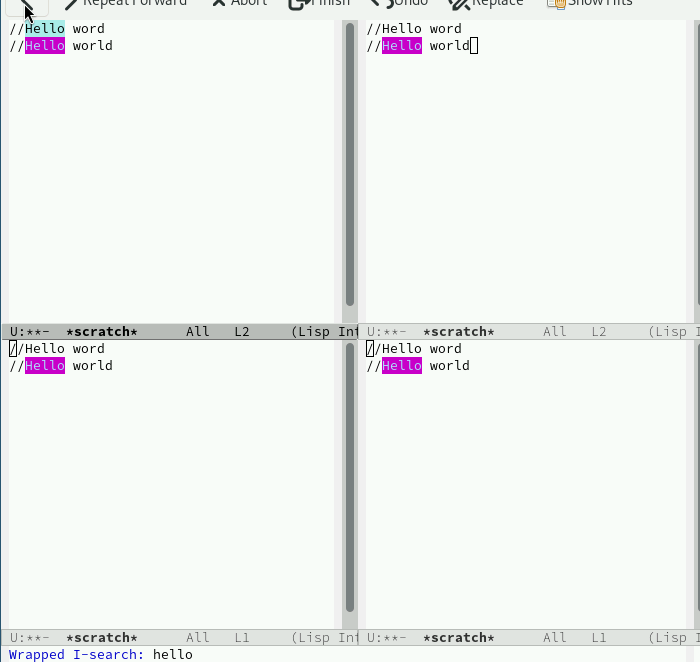 Repeat Forward Abort Finish Undo Replace Show Hits
//Hello word
//Hello world
//Hello word
//Hello world
U:**- *scratch* All L2 (Lisp Int
U:**- *scratch* All L2 (Lisp I
//Hello word
//Hello world
//Hello word
//Hello world
U:**- *scratch* All L1 (Lisp Int
U:**- *scratch* All L1 (Lisp I
Wrapped I-search: hello